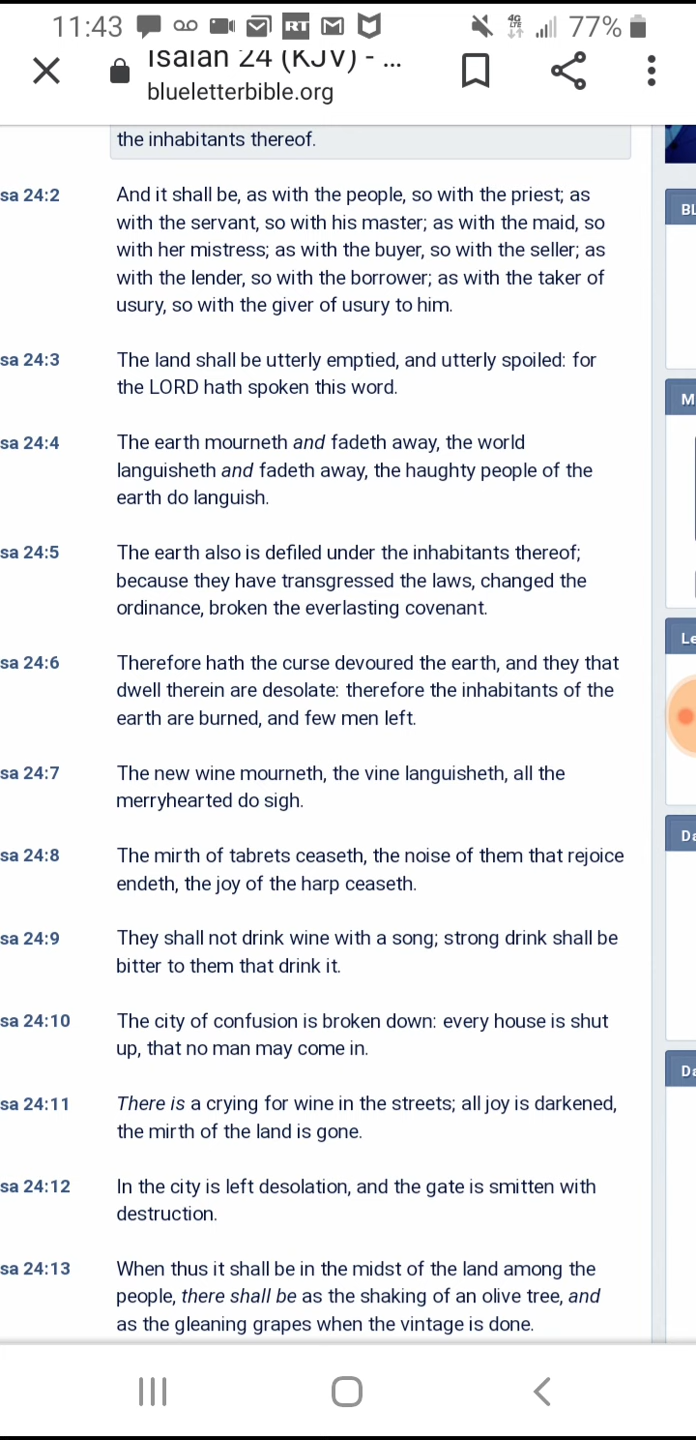 11:43 RT 4G LTE 77%
Isaiah 24 (KJV) - ...
blueletterbible.org
the inhabitants thereof.
sa 24:2 And it shall be, as with the people, so with the priest; as
with the servant, so with his master; as with the maid, so
with her mistress; as with the buyer, so with the seller; as
with the lender, so with the borrower; as with the taker of
usury, so with the giver of usury to him.
sa 24:3 The land shall be utterly emptied, and utterly spoiled: for
the LORD hath spoken this word.
sa 24:4 The earth mourneth and fadeth away, the world
languisheth and fadeth away, the haughty people of the
earth do languish.
sa 24:5 The earth also is defiled under the inhabitants thereof;
because they have transgressed the laws, changed the
ordinance, broken the everlasting covenant.
sa 24:6 Therefore hath the curse devoured the earth, and they that
dwell therein are desolate: therefore the inhabitants of the
earth are burned, and few men left.
sa 24:7 The new wine mourneth, the vine languisheth, all the
merryhearted do sigh.
sa 24:8 The mirth of tabrets ceaseth, the noise of them that rejoice
endeth, the joy of the harp ceaseth.
sa 24:9 They shall not drink wine with a song; strong drink shall be
bitter to them that drink it.
sa 24:10 The city of confusion is broken down: every house is shut
up, that no man may come in.
sa 24:11 There is a crying for wine in the streets; all joy is darkened,
the mirth of the land is gone.
sa 24:12 In the city is left desolation, and the gate is smitten with
destruction.
sa 24:13 When thus it shall be in the midst of the land among the
people, there shall be as the shaking of an olive tree, and
as the gleaning grapes when the vintage is done.
BL
M
Le
Da
Da